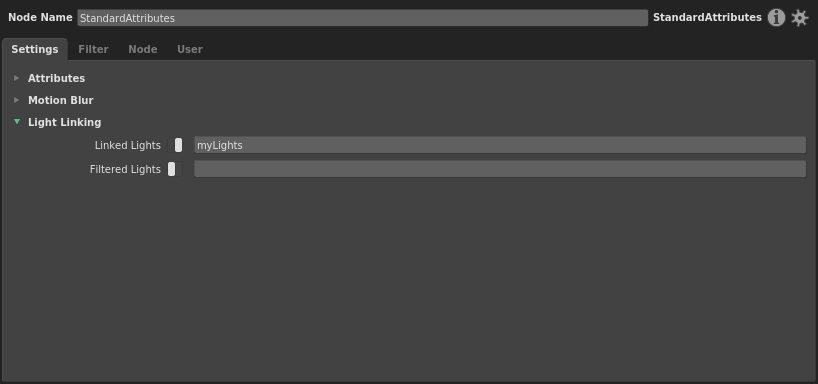 Node Name StandardAttributes StandardAttributes
Settings Filter Node User
Attributes
Motion Blur
Light Linking
Linked Lights myLights
Filtered Lights